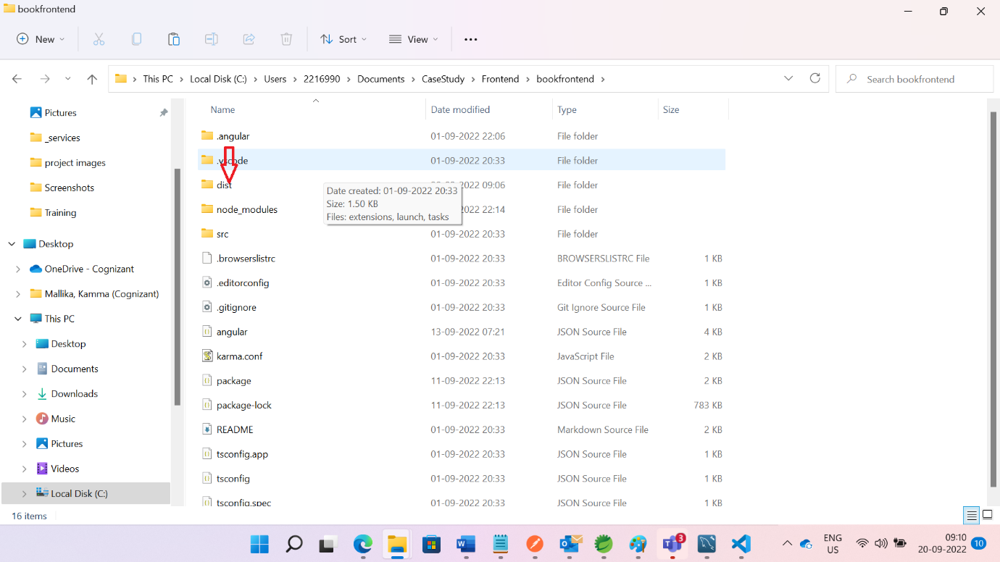 bookfrontend
New
Sort
View
This PC > Local Disk (C:) > Users > 2216990 > Documents > CaseStudy > Frontend > bookfrontend >
Search bookfrontend
Pictures
_services
project images
Screenshots
Training
Desktop
OneDrive - Cognizant
Mallika, Kamma (Cognizant)
This PC
Desktop
Documents
Downloads
Music
Pictures
Videos
Local Disk (C:)
Name Date modified Type Size
.angular 01-09-2022 22:06 File folder
.vscode 01-09-2022 20:33 File folder
dist 2022 09:06 File folder
node_modules 2022 22:14 File folder
src 01-09-2022 20:33 File folder
.browserslistrc 01-09-2022 20:33 BROWSERSLISTRC File 1 KB
.editorconfig 01-09-2022 20:33 Editor Config Source ... 1 KB
.gitignore 01-09-2022 20:33 Git Ignore Source File 1 KB
angular 13-09-2022 07:21 JSON Source File 4 KB
karma.conf 01-09-2022 20:33 JavaScript File 2 KB
package 11-09-2022 22:13 JSON Source File 2 KB
package-lock 11-09-2022 22:13 JSON Source File 783 KB
README 01-09-2022 20:33 Markdown Source File 2 KB
tsconfig.app 01-09-2022 20:33 JSON Source File 1 KB
tsconfig 01-09-2022 20:33 JSON Source File 1 KB
tsconfig.spec 01-09-2022 20:33 JSON Source File 1 KB
Date created: 01-09-2022 20:33
Size: 1.50 KB
Files: extensions, launch, tasks
16 items
3
ENG
US
09:10
20-09-2022
10